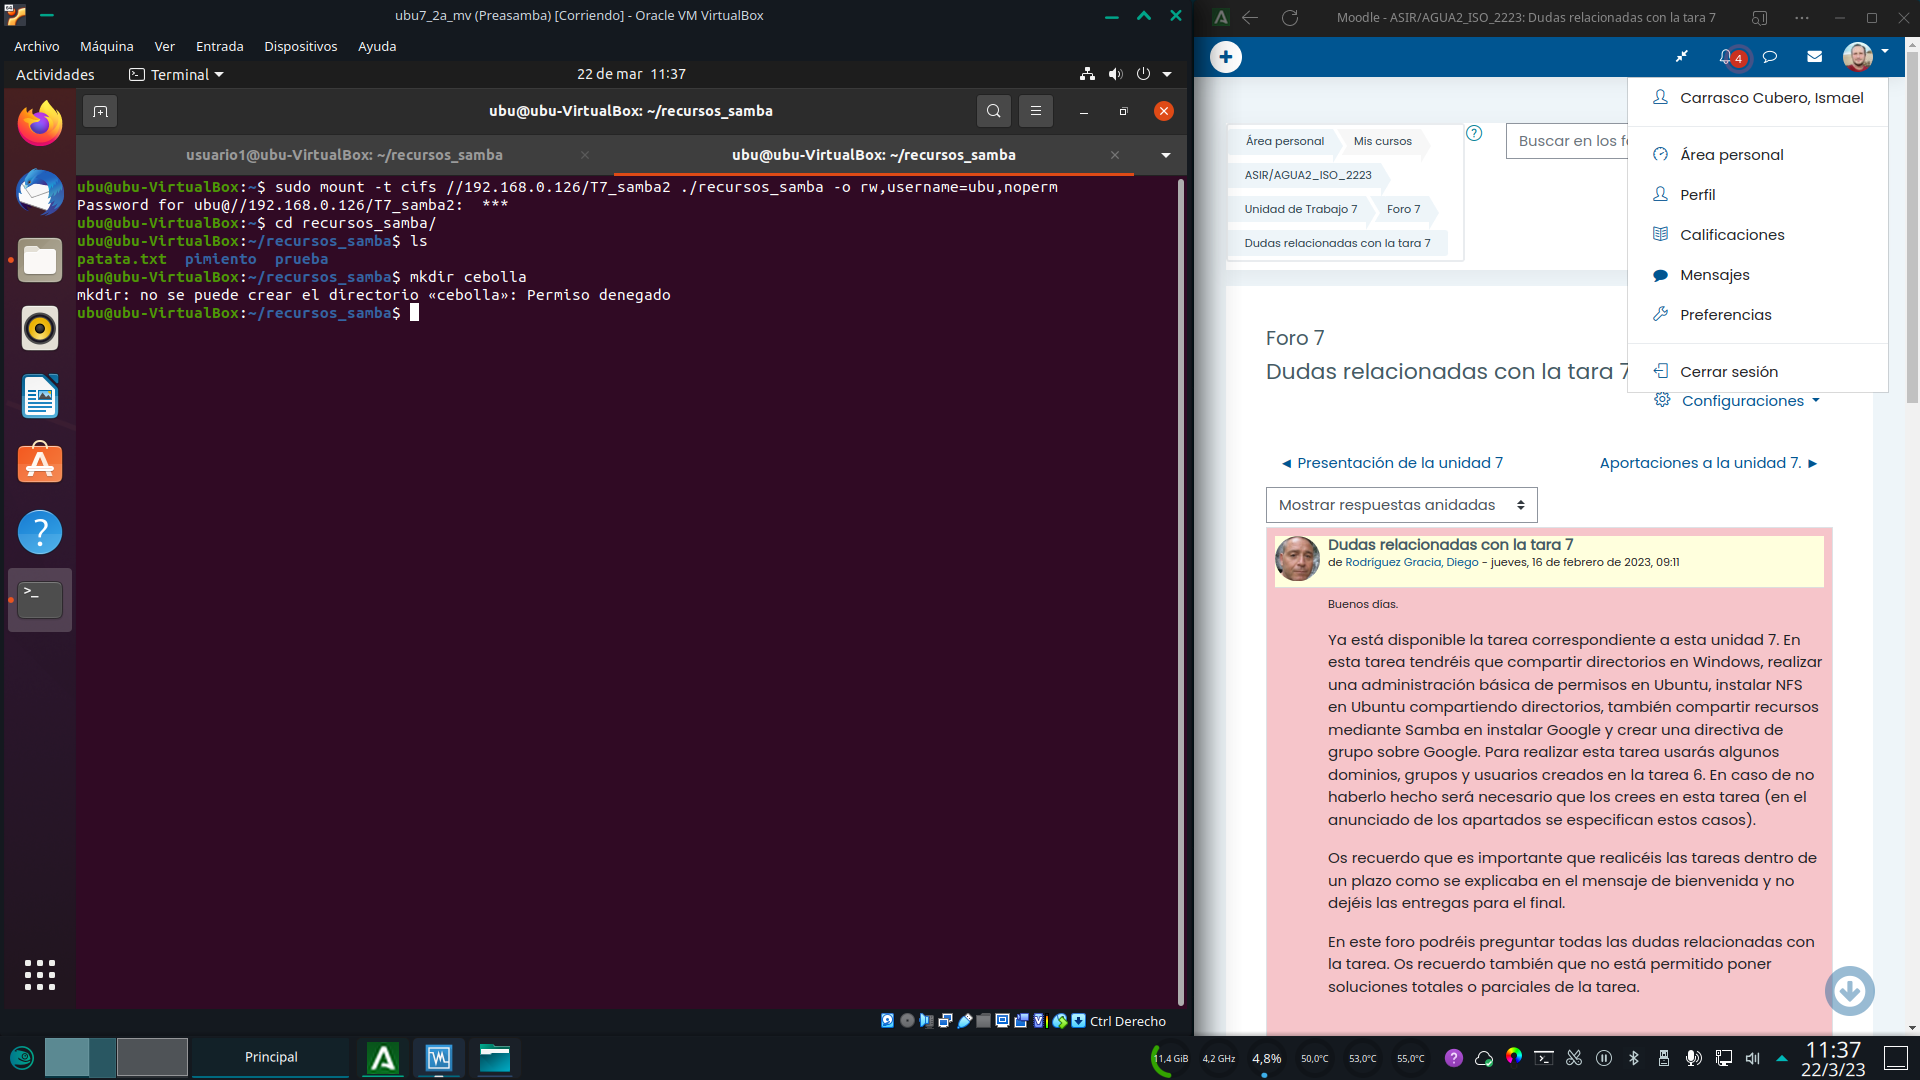 ubu7_2a_mv (Preasamba) [Corriendo] - Oracle VM VirtualBox
Archivo Máquina Ver Entrada Dispositivos Ayuda
Actividades Terminal 22 de mar 11:37
ubu@ubu-VirtualBox: ~/recursos_samba
usuario1@ubu-VirtualBox: ~/recursos_samba ubu@ubu-VirtualBox: ~/recursos_samba
ubu@ubu-VirtualBox:~$ sudo mount -t cifs //192.168.0.126/T7_samba2 ./recursos_samba -o rw,username=ubu,noperm
Password for ubu@//192.168.0.126/T7_samba2:  ***
ubu@ubu-VirtualBox:~$ cd recursos_samba/
ubu@ubu-VirtualBox:~/recursos_samba$ ls
patata.txt  pimiento  prueba
ubu@ubu-VirtualBox:~/recursos_samba$ mkdir cebolla
mkdir: no se puede crear el directorio «cebolla»: Permiso denegado
ubu@ubu-VirtualBox:~/recursos_samba$
Ctrl Derecho
Moodle - ASIR/AGUA2_ISO_2223: Dudas relacionadas con la tara 7
4
Carrasco Cubero, Ismael
Área personal
Perfil
Calificaciones
Mensajes
Preferencias
Cerrar sesión
Área personal Mis cursos
ASIR/AGUA2_ISO_2223
Unidad de Trabajo 7 Foro 7
Dudas relacionadas con la tara 7
Buscar en los
Foro 7
Dudas relacionadas con la tara 7
Configuraciones
◄ Presentación de la unidad 7 Aportaciones a la unidad 7. ►
Mostrar respuestas anidadas
Dudas relacionadas con la tara 7
de Rodríguez Gracia, Diego - jueves, 16 de febrero de 2023, 09:11
Buenos días.
Ya está disponible la tarea correspondiente a esta unidad 7. En
esta tarea tendréis que compartir directorios en Windows, realizar
una administración básica de permisos en Ubuntu, instalar NFS
en Ubuntu compartiendo directorios, también compartir recursos
mediante Samba en instalar Google y crear una directiva de
grupo sobre Google. Para realizar esta tarea usarás algunos
dominios, grupos y usuarios creados en la tarea 6. En caso de no
haberlo hecho será necesario que los crees en esta tarea (en el
anunciado de los apartados se especifican estos casos).
Os recuerdo que es importante que realicéis las tareas dentro de
un plazo como se explicaba en el mensaje de bienvenida y no
dejéis las entregas para el final.
En este foro podréis preguntar todas las dudas relacionadas con
la tarea. Os recuerdo también que no está permitido poner
soluciones totales o parciales de la tarea.
Principal
11,4 GiB 4,2 GHz 4,8% 50,0°C 53,0°C 55,0°C
11:37
22/3/23